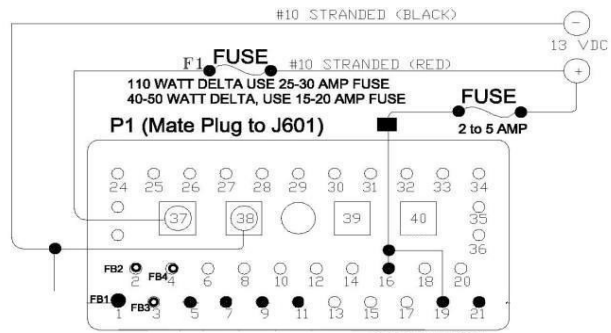 #10 STRANDED (BLACK)
−
13 VDC
F1 FUSE #10 STRANDED (RED)
+
110 WATT DELTA USE 25-30 AMP FUSE
40-50 WATT DELTA, USE 15-20 AMP FUSE
FUSE
2 to 5 AMP
P1 (Mate Plug to J601)
24 25 26 27 28 29 30 31 32 33 34
37 38 39 40 35
36
FB2 FB4
2 4 6 8 10 12 14 16 18 20
FB1 FB3
1 3 5 7 9 11 13 15 17 19 21